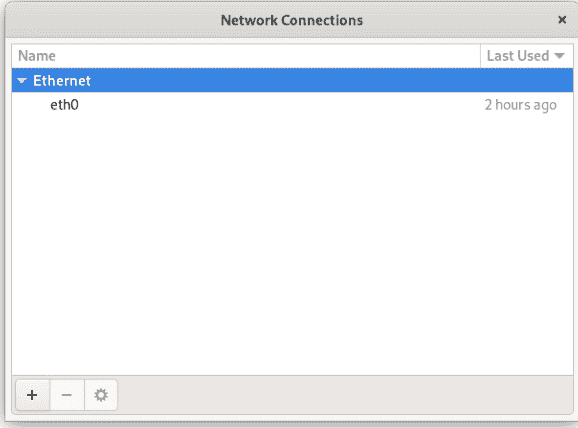 Network Connections
Name Last Used
Ethernet
eth0 2 hours ago